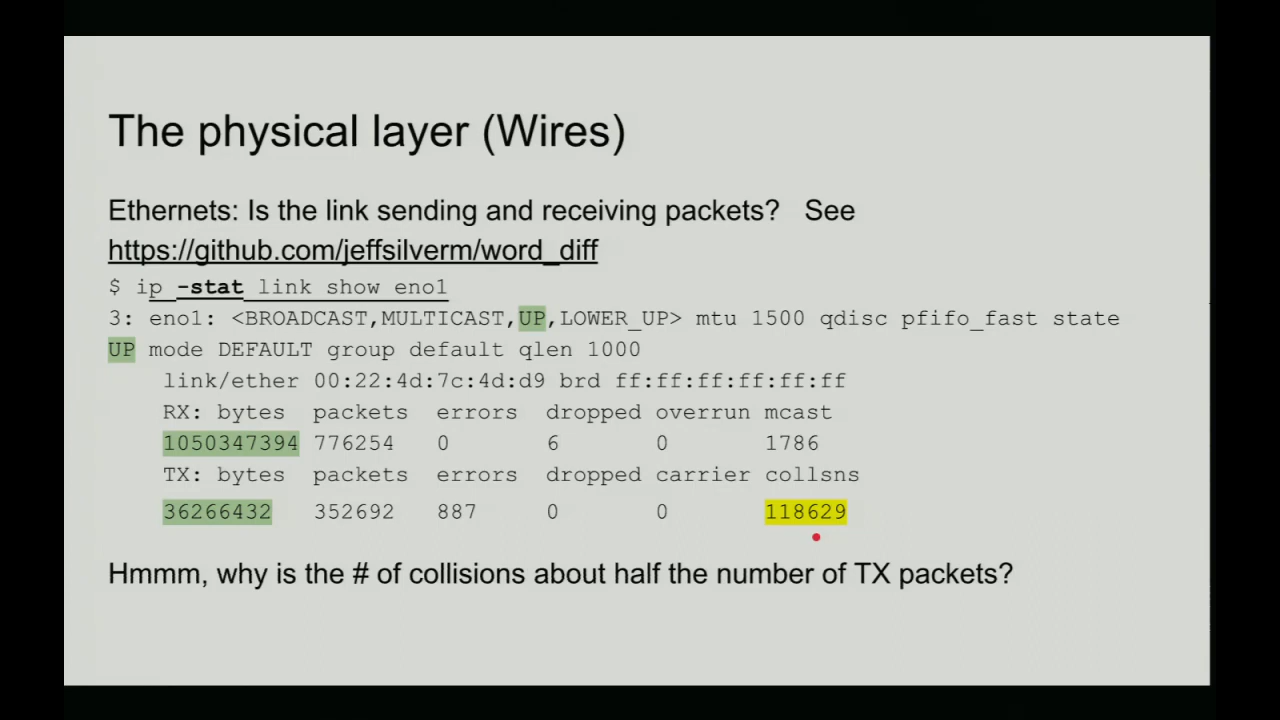 The physical layer (Wires)
Ethernets: Is the link sending and receiving packets? See
https://github.com/jeffsilverm/word_diff
$ ip -stat link show eno1
3: eno1: <BROADCAST,MULTICAST,UP,LOWER_UP> mtu 1500 qdisc pfifo_fast state
UP mode DEFAULT group default qlen 1000
link/ether 00:22:4d:7c:4d:d9 brd ff:ff:ff:ff:ff:ff
RX: bytes packets errors dropped overrun mcast
1050347394 776254 0 6 0 1786
TX: bytes packets errors dropped carrier collsns
36266432 352692 887 0 0 118629
Hmmm, why is the # of collisions about half the number of TX packets?